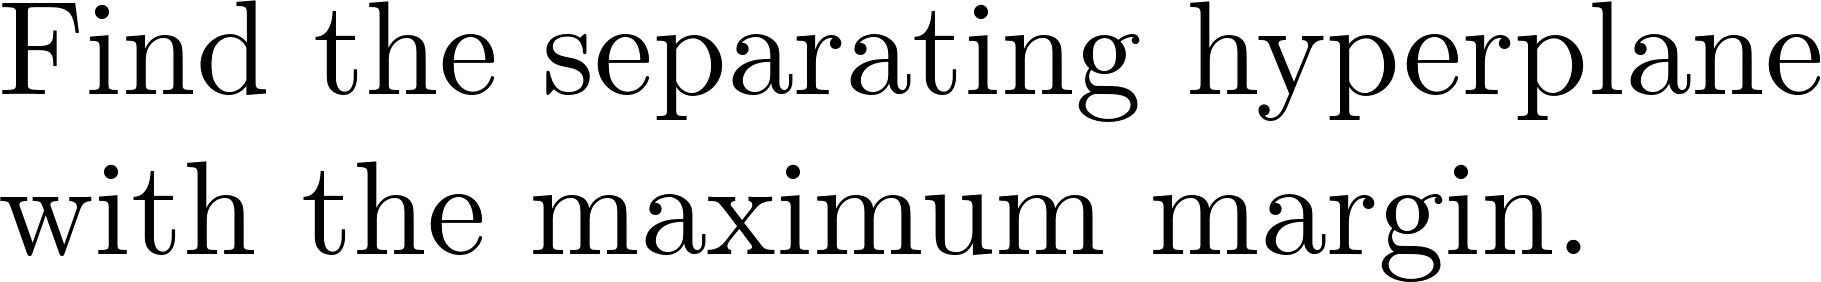 Find the separating hyperplane
with the maximum margin.